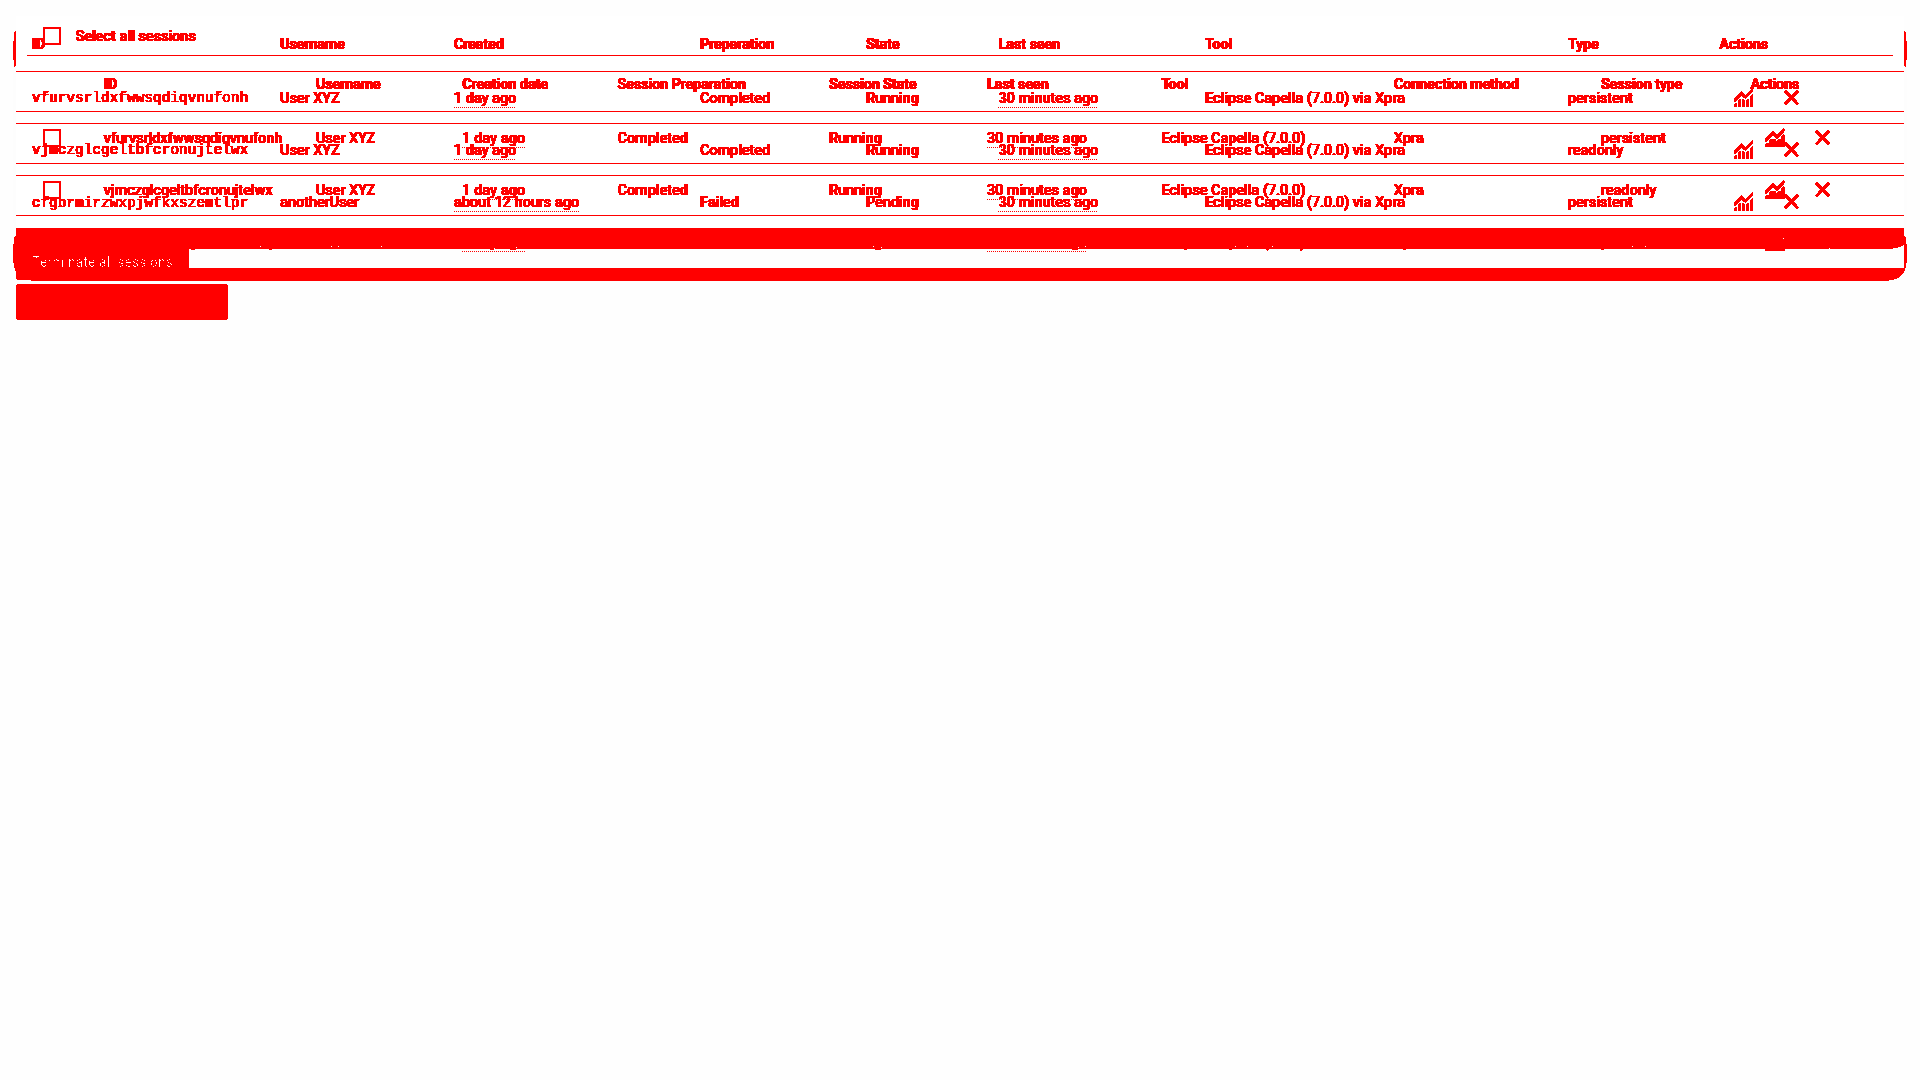 Select all sessions
ID Username Created Preparation State Last seen Tool Type Actions
ID Username Creation date Session Preparation Session State Last seen Tool Connection method Session type Actions
vfurvsrldxfwwsqdiqvnufonh User XYZ 1 day ago Completed Running 30 minutes ago Eclipse Capella (7.0.0) via Xpra persistent
vfurvsrldxfwwsqdiqvnufonh User XYZ 1 day ago Completed Running 30 minutes ago Eclipse Capella (7.0.0) Xpra persistent
vjmczglcgeltbfcronujtelwx User XYZ 1 day ago Completed Running 30 minutes ago Eclipse Capella (7.0.0) via Xpra readonly
vjmczglcgeltbfcronujtelwx User XYZ 1 day ago Completed Running 30 minutes ago Eclipse Capella (7.0.0) Xpra readonly
anotherUser about 12 hours ago Failed Pending 30 minutes ago Eclipse Capella (7.0.0) via Xpra persistent
Terminate all sessions